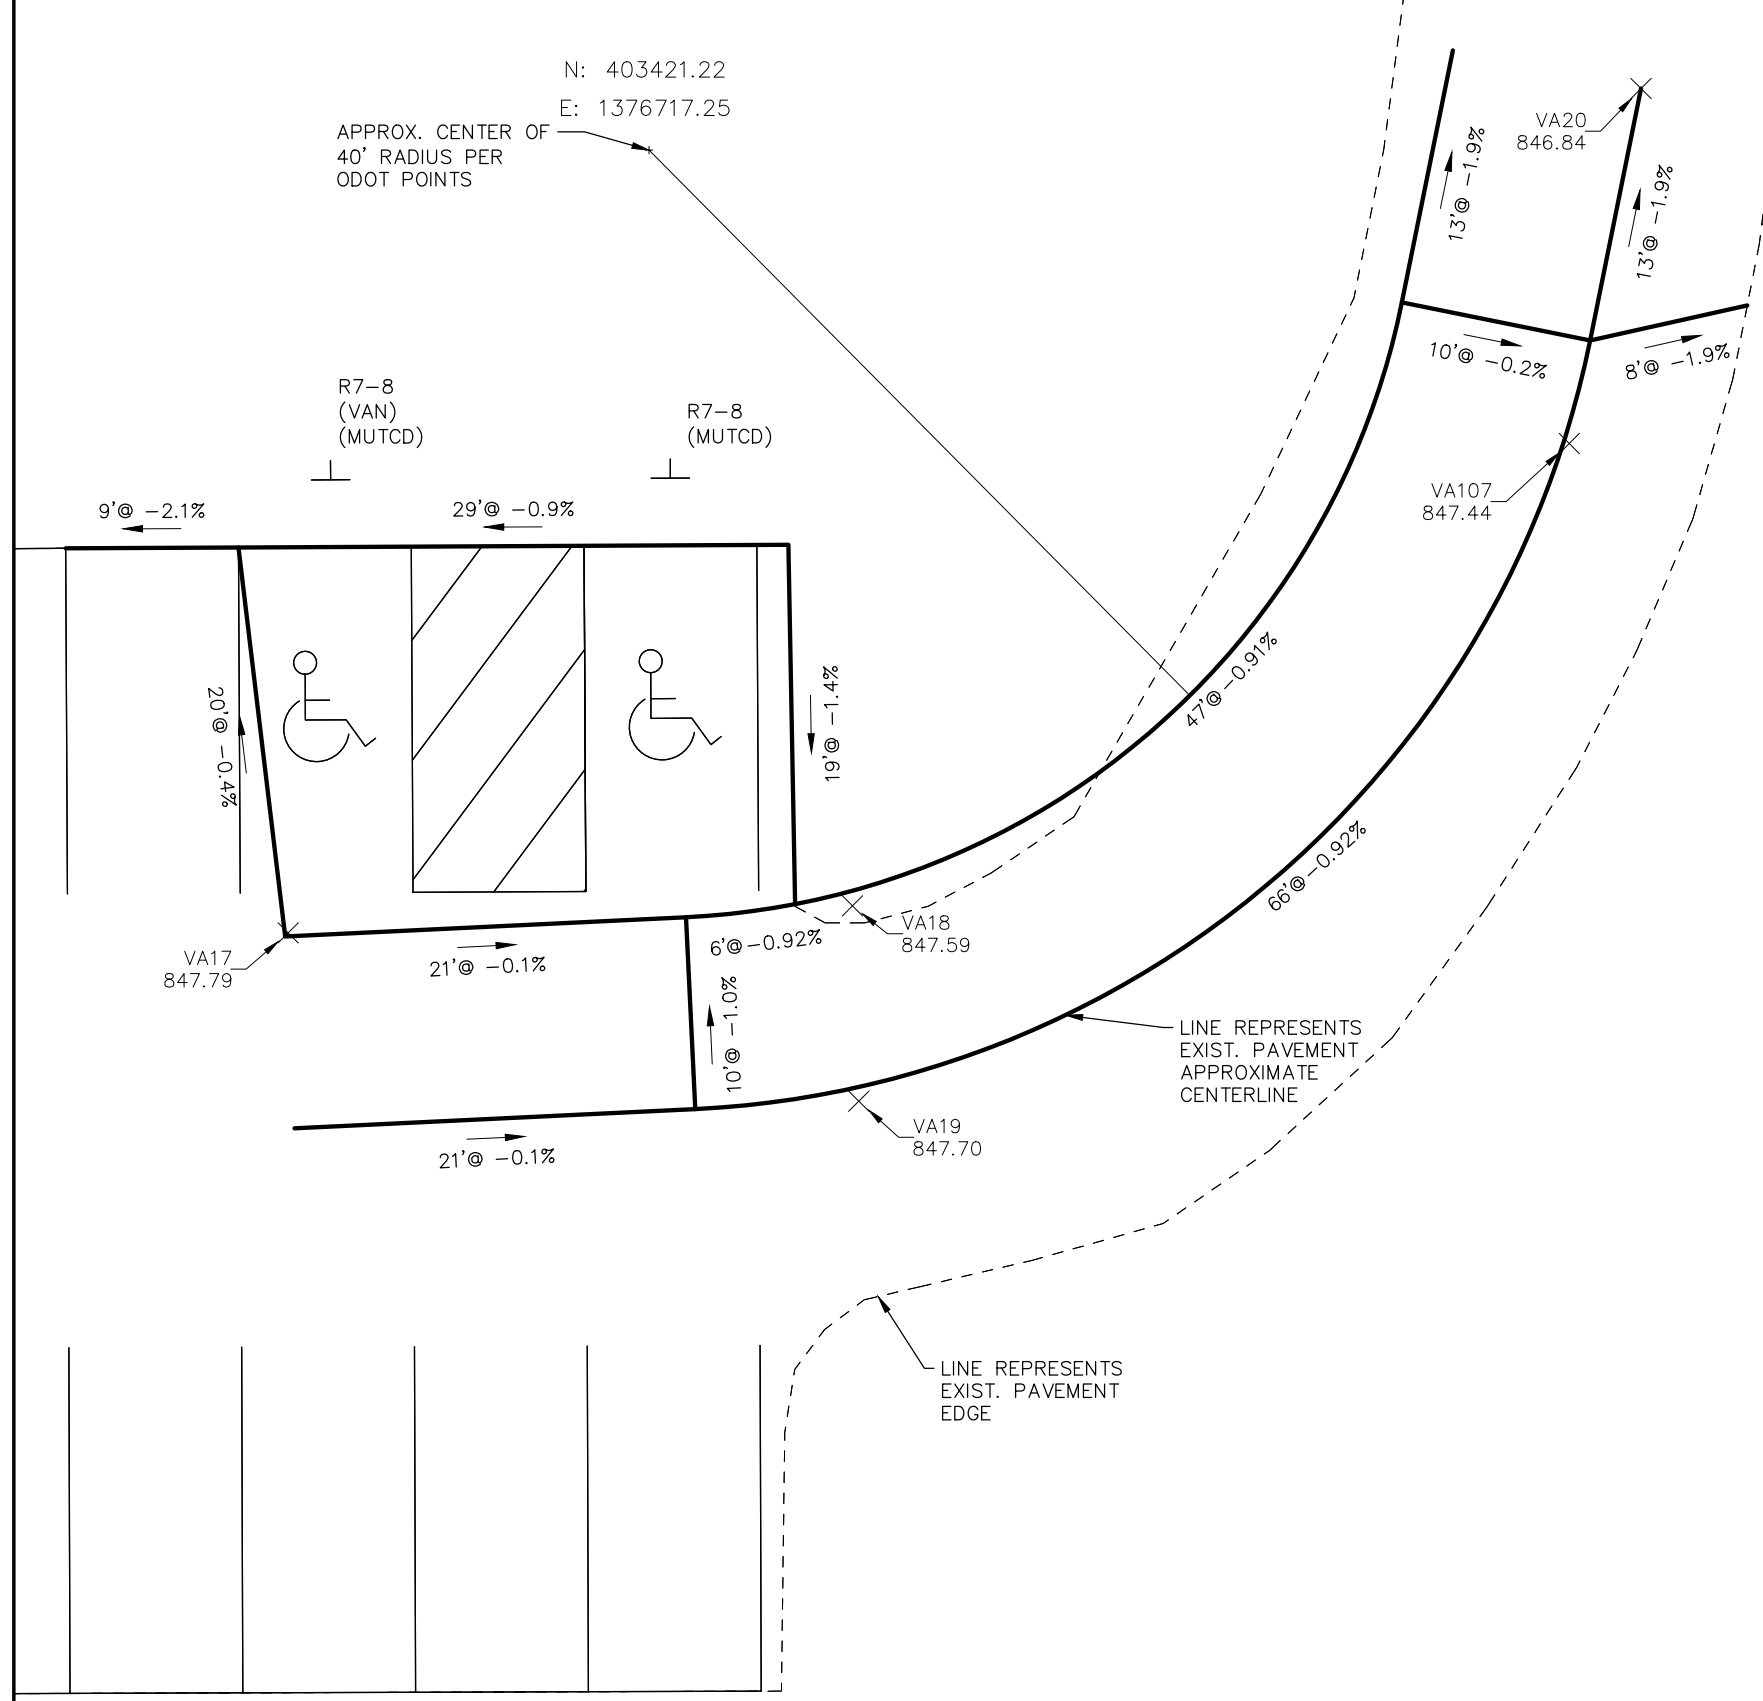 N: 403421.22
E: 1376717.25
APPROX. CENTER OF
40' RADIUS PER
ODOT POINTS
VA20
846.84
13'@ -1.9%
13'@ -1.9%
10'@ -0.2%
8'@ -1.9%
R7-8
(VAN)
(MUTCD)
R7-8
(MUTCD)
VA107
847.44
9'@ -2.1%
29'@ -0.9%
20'@ -0.4%
19'@ -1.4%
47'@ -0.91%
66'@ -0.92%
VA18
847.59
VA17
847.79
21'@ -0.1%
6'@ -0.92%
10'@ -1.0%
LINE REPRESENTS
EXIST. PAVEMENT
APPROXIMATE
CENTERLINE
VA19
847.70
21'@ -0.1%
LINE REPRESENTS
EXIST. PAVEMENT
EDGE